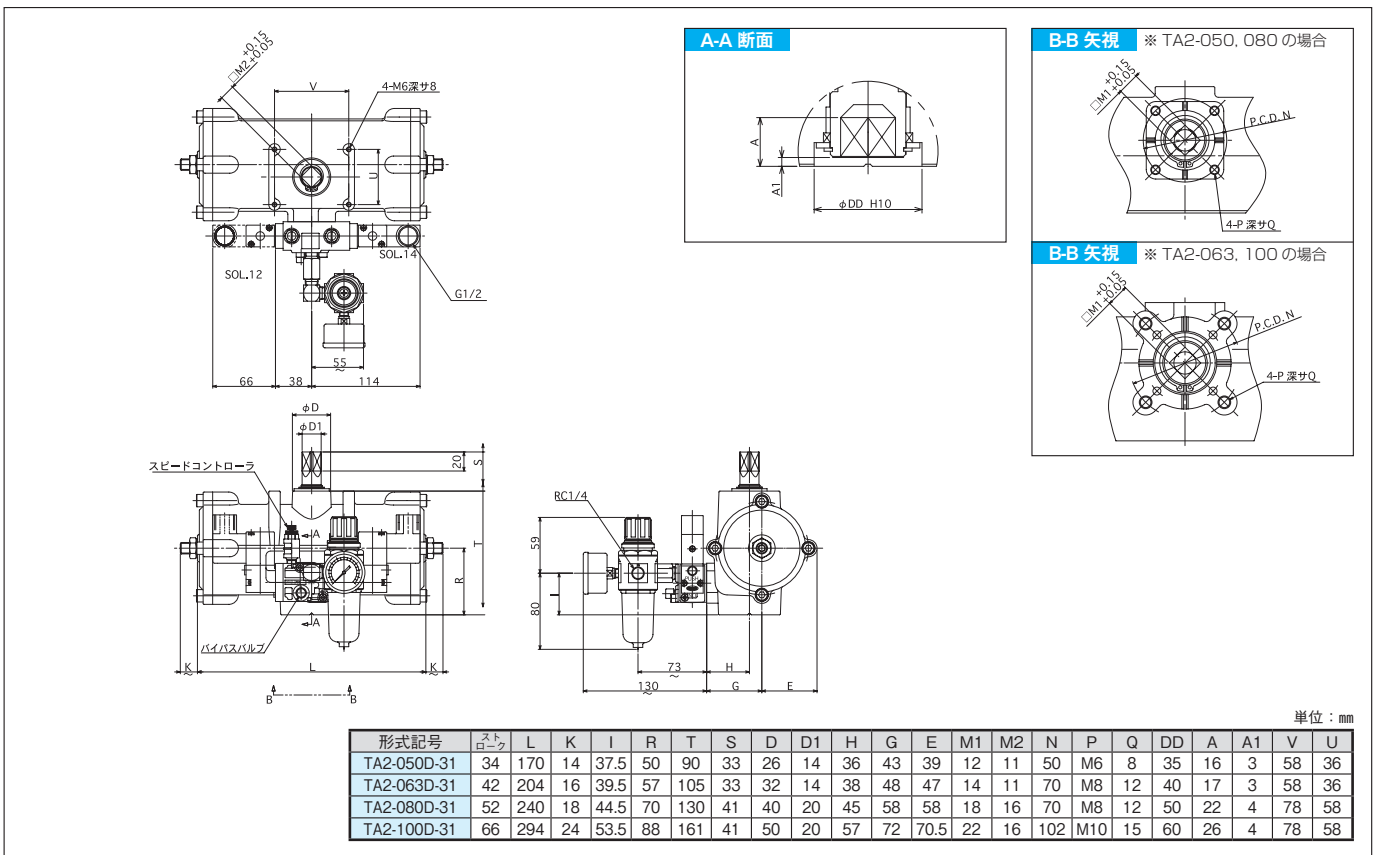 □M2 +0.15 +0.05
V
4-M6深サ8
U
SOL.12
SOL.14
G1/2
55
66
38
114
A-A 断面
A
A1
φDD H10
B-B 矢視 ※ TA2-050, 080 の場合
□M1 +0.15 +0.05
P.C.D. N
4-P 深サQ
B-B 矢視 ※ TA2-063, 100 の場合
□M1 +0.15 +0.05
P.C.D. N
4-P 深サQ
φD
φD1
20
S
スピードコントローラ
A
T
R
A
バイパスバルブ
K
L
K
B
B
RC1/4
59
80
I
73
H
130
G
E
単位:mm
形式記号 ストローク L K I R T S D D1 H G E M1 M2 N P Q DD A A1 V U
TA2-050D-31 34 170 14 37.5 50 90 33 26 14 36 43 39 12 11 50 M6 8 35 16 3 58 36
TA2-063D-31 42 204 16 39.5 57 105 33 32 14 38 48 47 14 11 70 M8 12 40 17 3 58 36
TA2-080D-31 52 240 18 44.5 70 130 41 40 20 45 58 58 18 16 70 M8 12 50 22 4 78 58
TA2-100D-31 66 294 24 53.5 88 161 41 50 20 57 72 70.5 22 16 102 M10 15 60 26 4 78 58